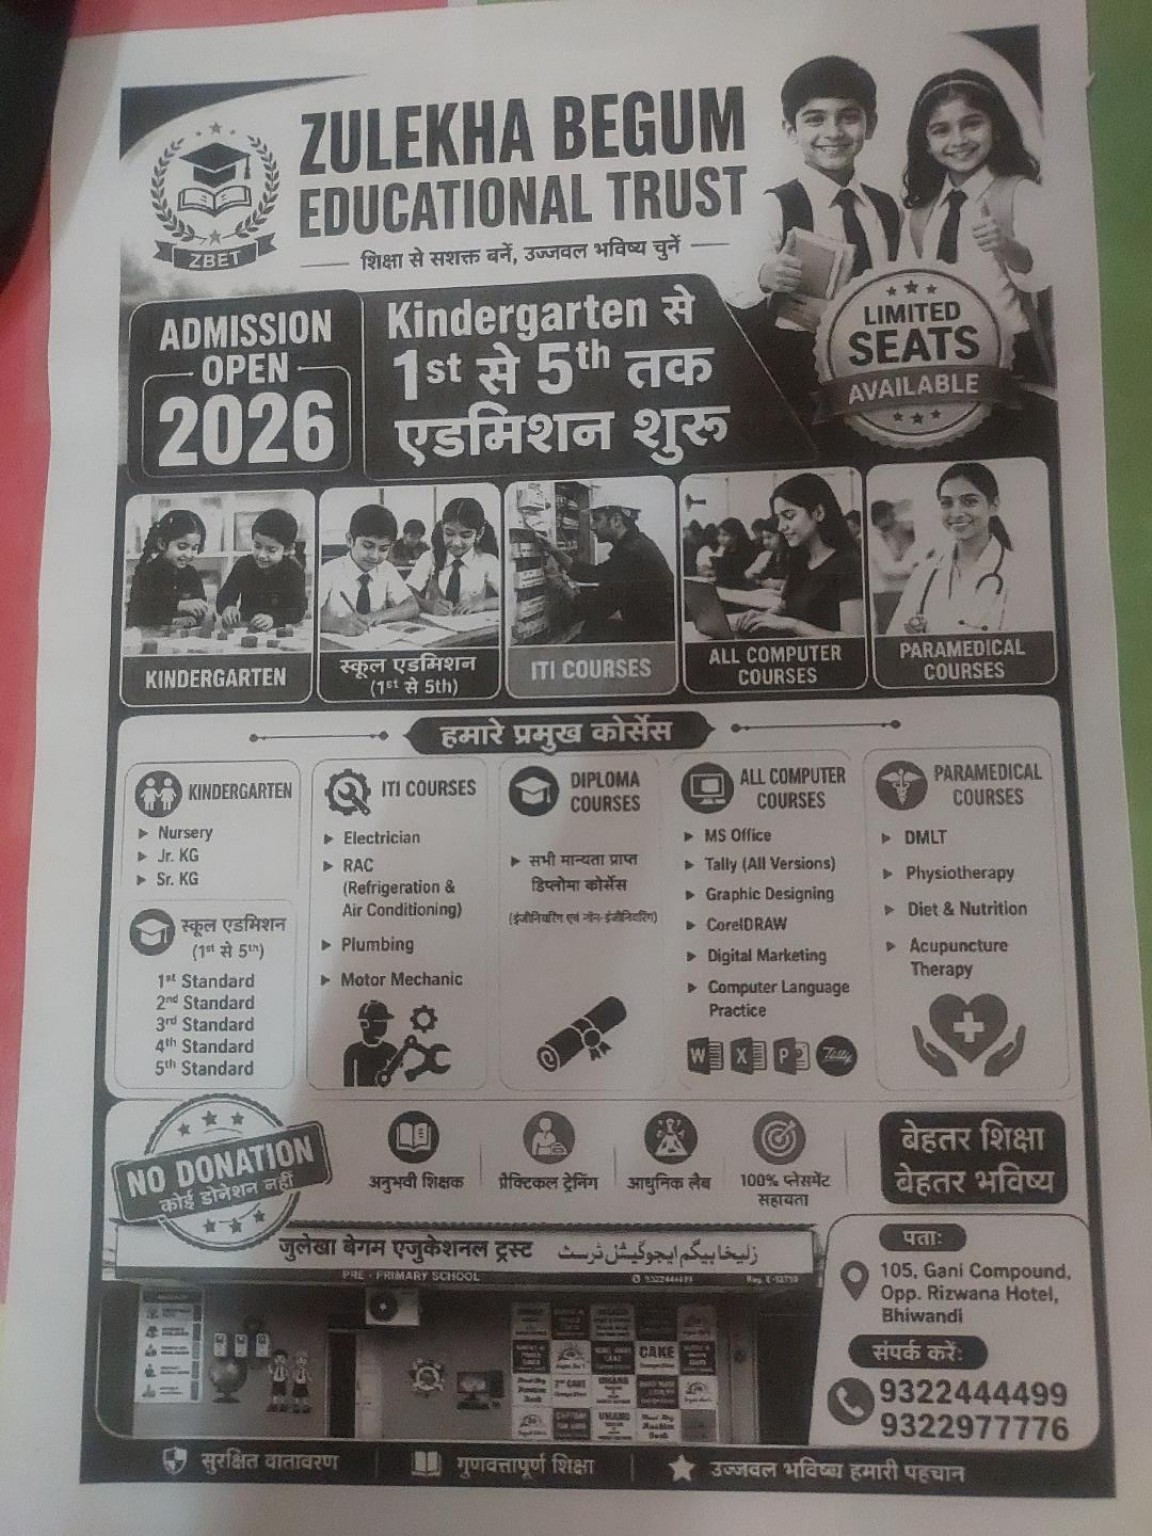 ZULEKHA BEGUM
EDUCATIONAL TRUST
ZBET
शिक्षा से सशक्त बनें, उज्जवल भविष्य चुनें
ADMISSION
OPEN
2026
Kindergarten से
1st से 5th तक
एडमिशन शुरू
LIMITED
SEATS
AVAILABLE
KINDERGARTEN
स्कूल एडमिशन
(1st से 5th)
ITI COURSES
ALL COMPUTER
COURSES
PARAMEDICAL
COURSES
हमारे प्रमुख कोर्सेस
KINDERGARTEN
Nursery
Jr. KG
Sr. KG
स्कूल एडमिशन
(1st से 5th)
1st Standard
2nd Standard
3rd Standard
4th Standard
5th Standard
ITI COURSES
Electrician
RAC
(Refrigeration &
Air Conditioning)
Plumbing
Motor Mechanic
DIPLOMA
COURSES
सभी मान्यता प्राप्त
डिप्लोमा कोर्सेस
(इंजीनियरिंग एवं नॉन-इंजीनियरिंग)
ALL COMPUTER
COURSES
MS Office
Tally (All Versions)
Graphic Designing
CorelDRAW
Digital Marketing
Computer Language
Practice
W X P Tally
PARAMEDICAL
COURSES
DMLT
Physiotherapy
Diet & Nutrition
Acupuncture
Therapy
NO DONATION
कोई डोनेशन नहीं
अनुभवी शिक्षक
प्रैक्टिकल ट्रेनिंग
आधुनिक लैब
100% प्लेसमेंट
सहायता
बेहतर शिक्षा
बेहतर भविष्य
जुलेखा बेगम एजुकेशनल ट्रस्ट زلیخا بیگم ایجوکیشنل ٹرسٹ
PRE - PRIMARY SCHOOL
CAKE
पता:
105, Gani Compound,
Opp. Rizwana Hotel,
Bhiwandi
संपर्क करें:
9322444499
9322977776
सुरक्षित वातावरण
गुणवत्तापूर्ण शिक्षा
उज्जवल भविष्य हमारी पहचान